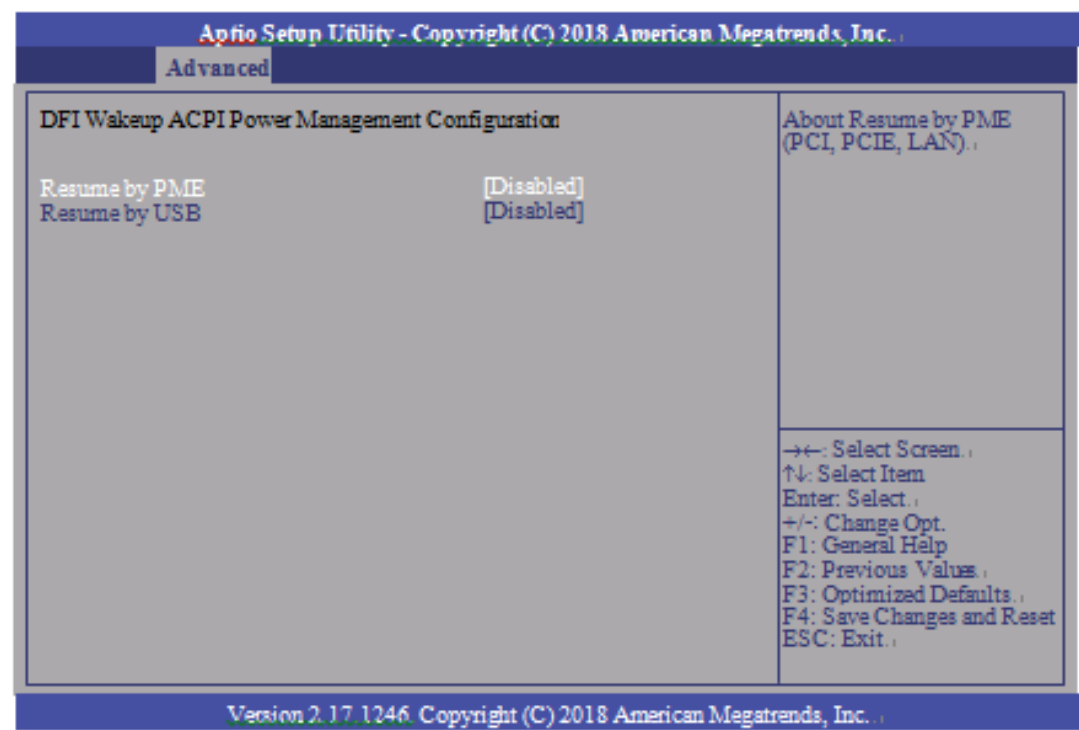 Aptio Setup Utility - Copyright (C) 2018 American Megatrends, Inc.
Advanced
DFI Wakeup ACPI Power Management Configuration
Resume by PME [Disabled]
Resume by USB [Disabled]
About Resume by PME
(PCI, PCIE, LAN).
→←: Select Screen.
↑↓: Select Item
Enter: Select.
+/-: Change Opt.
F1: General Help
F2: Previous Values.
F3: Optimized Defaults.
F4: Save Changes and Reset
ESC: Exit.
Version 2.17.1246. Copyright (C) 2018 American Megatrends, Inc.